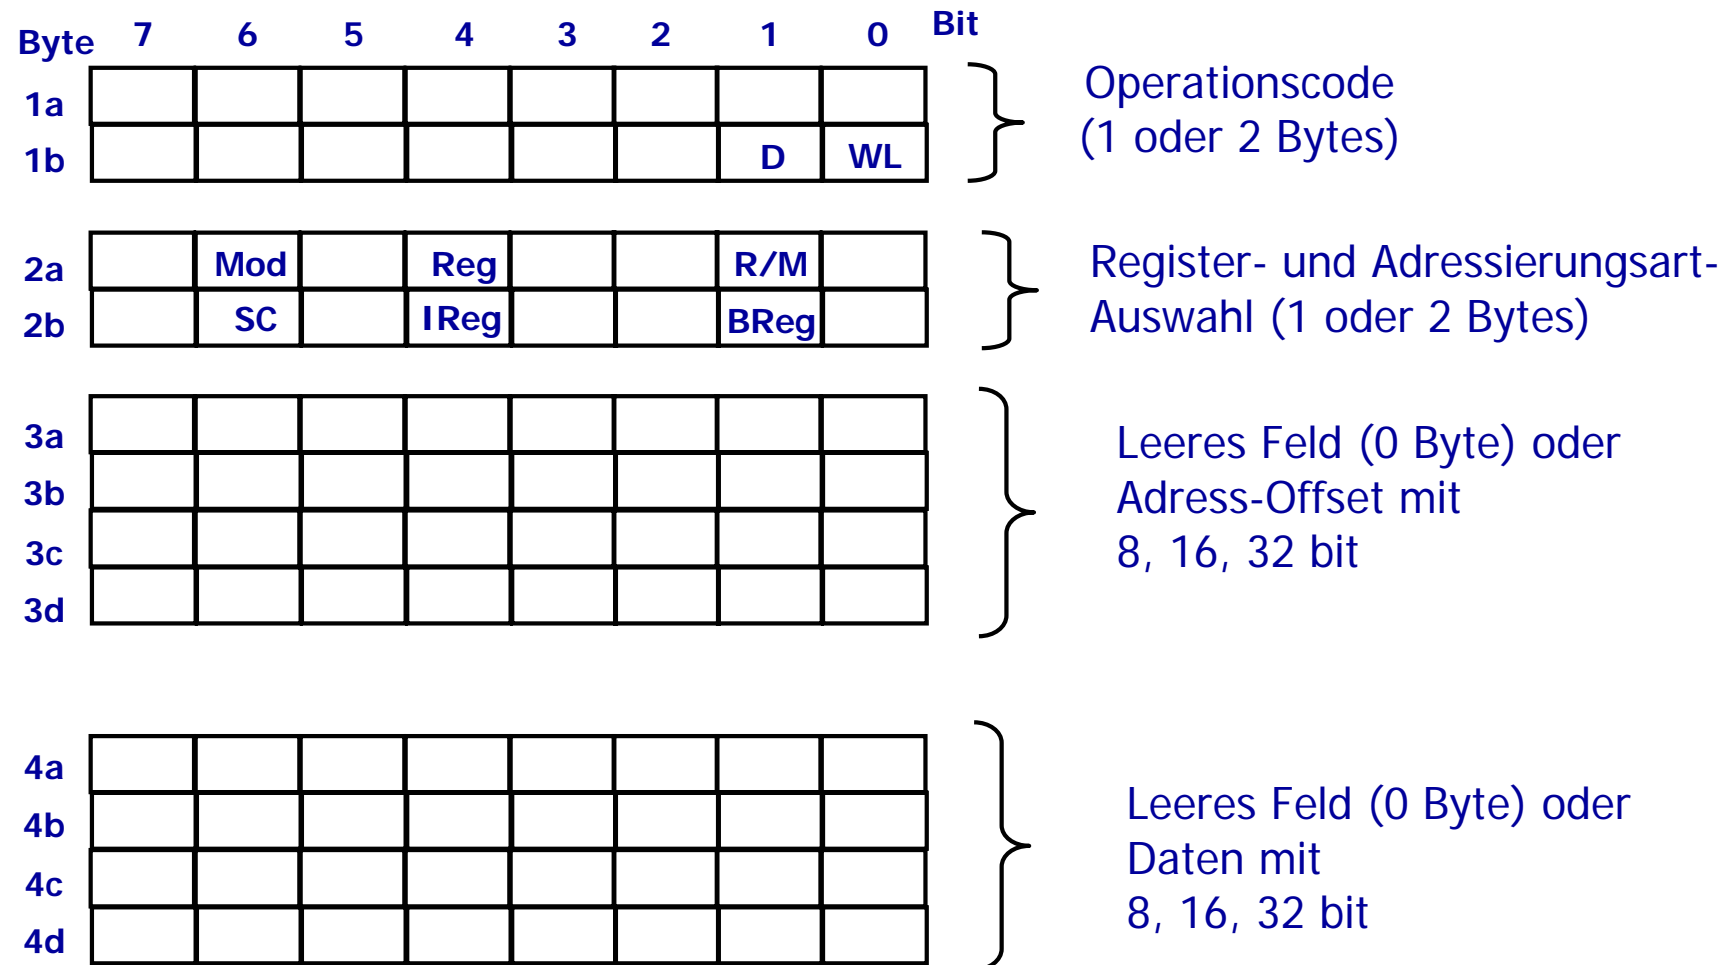 Byte 7 6 5 4 3 2 1 0 Bit
1a
1b D WL
Operationscode
(1 oder 2 Bytes)
2a Mod Reg R/M
2b SC IReg BReg
Register- und Adressierungsart-
Auswahl (1 oder 2 Bytes)
3a
3b
3c
3d
Leeres Feld (0 Byte) oder
Adress-Offset mit
8, 16, 32 bit
4a
4b
4c
4d
Leeres Feld (0 Byte) oder
Daten mit
8, 16, 32 bit